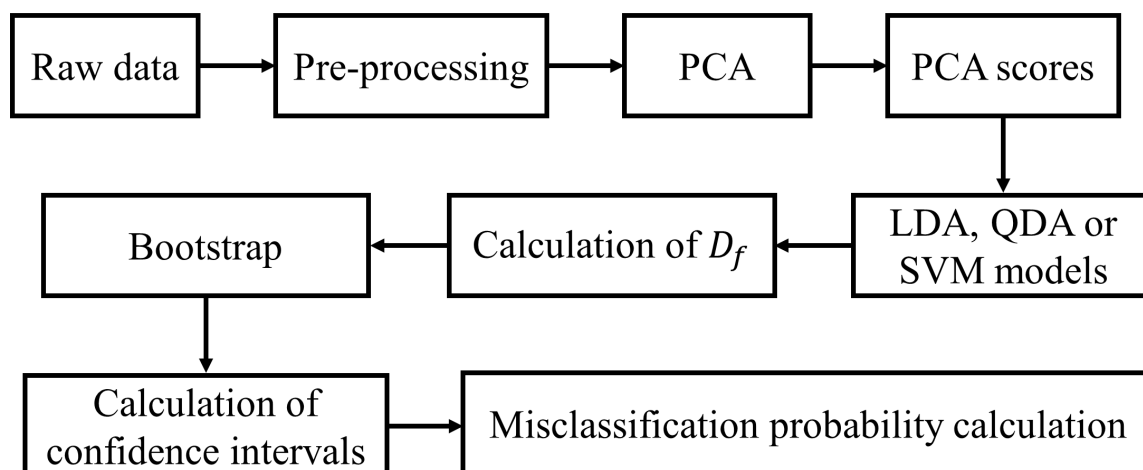 Raw data
Pre-processing
PCA
PCA scores
LDA, QDA or
SVM models
Calculation of D_f
Bootstrap
Calculation of
confidence intervals
Misclassification probability calculation